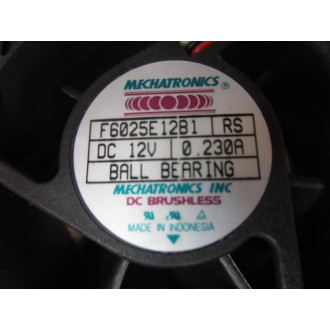 MECHATRONICS®
F6025E12B1 RS
DC 12V 0.230A
BALL BEARING
MECHATRONICS INC
DC BRUSHLESS
MADE IN INDONESIA